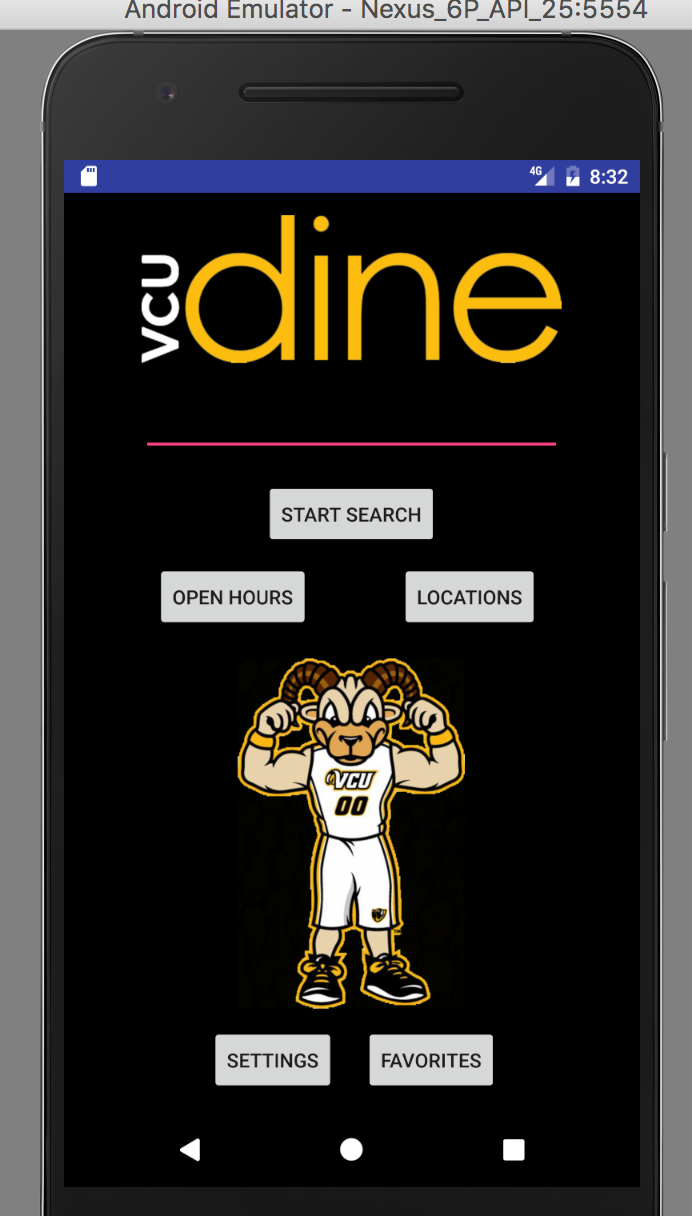 Android Emulator - Nexus_6P_API_25:5554
4G 8:32
VCU dine
START SEARCH
OPEN HOURS LOCATIONS
VCU
00
SETTINGS FAVORITES